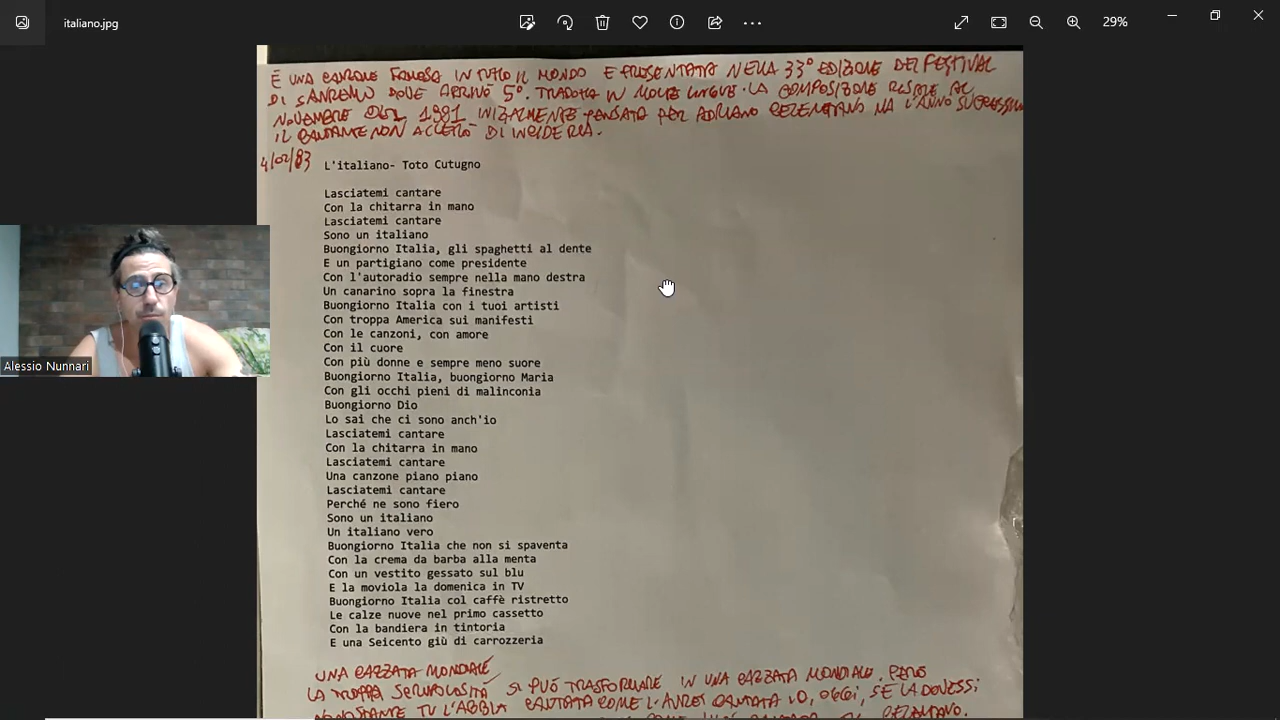 italiano.jpg
29%
È UNA CANZONE FAMOSA IN TUTTO IL MONDO E PRESENTATA NELLA 33° EDIZIONE DEL FESTIVAL
DI SANREMO DOVE ARRIVÒ 5°. TRADOTTA IN MOLTE LINGUE. LA COMPOSIZIONE RISALE AL
NOVEMBRE DEL 1981 INIZIALMENTE PENSATA PER ADRIANO CELENTANO MA L'ANNO SUCCESSIVO
IL CANTANTE NON ACCETTÒ DI INCIDERLA.
4/02/83
L'italiano- Toto Cutugno
Lasciatemi cantare
Con la chitarra in mano
Lasciatemi cantare
Sono un italiano
Buongiorno Italia, gli spaghetti al dente
E un partigiano come presidente
Con l'autoradio sempre nella mano destra
Un canarino sopra la finestra
Buongiorno Italia con i tuoi artisti
Con troppa America sui manifesti
Con le canzoni, con amore
Con il cuore
Con più donne e sempre meno suore
Buongiorno Italia, buongiorno Maria
Con gli occhi pieni di malinconia
Buongiorno Dio
Lo sai che ci sono anch'io
Lasciatemi cantare
Con la chitarra in mano
Lasciatemi cantare
Una canzone piano piano
Lasciatemi cantare
Perché ne sono fiero
Sono un italiano
Un italiano vero
Buongiorno Italia che non si spaventa
Con la crema da barba alla menta
Con un vestito gessato sul blu
E la moviola la domenica in TV
Buongiorno Italia col caffè ristretto
Le calze nuove nel primo cassetto
Con la bandiera in tintoria
E una Seicento giù di carrozzeria
UNA CAZZATA MONDIALE
LA TROPPA SCRUPOLOSITÀ SI PUÒ TRASFORMARE IN UNA CAZZATA MONDIALE. PERÒ
NONOSTANTE TU L'ABBIA CANTATA COME L'AVREI CANTATA IO, OGGI, SE LA DOVESSI
CELENTANO.
Alessio Nunnari